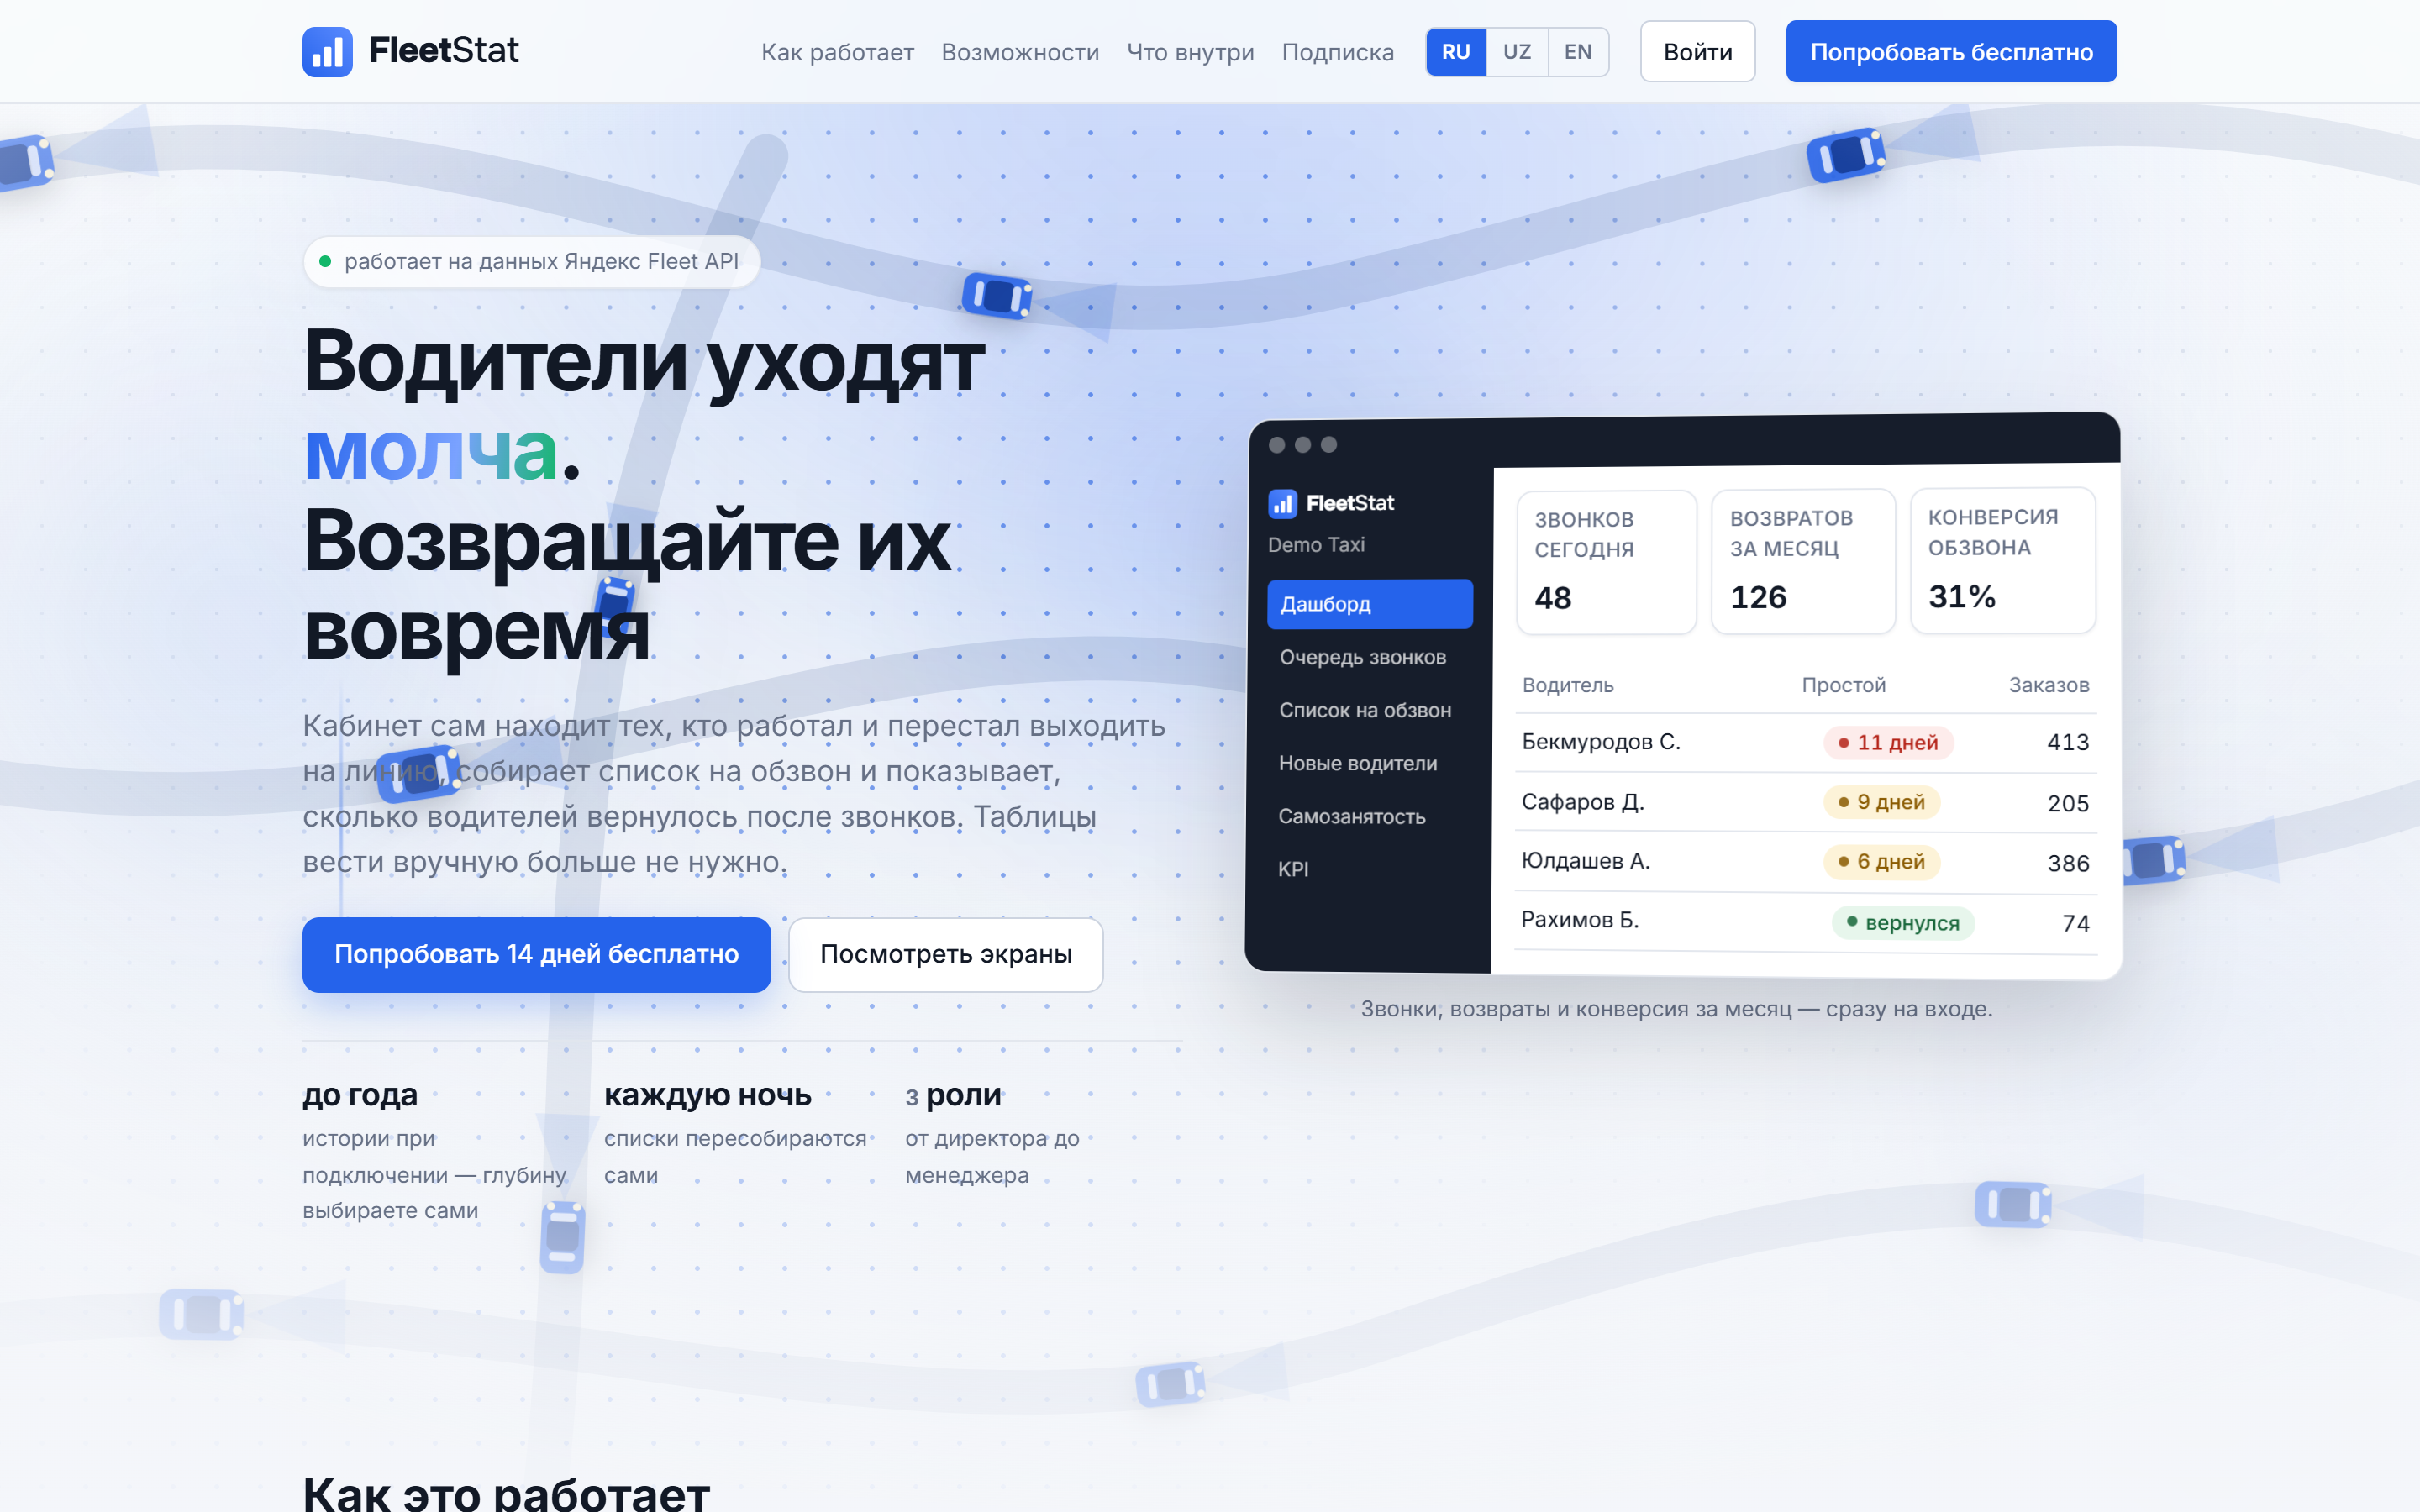 FleetStat
Как работает Возможности Что внутри Подписка RU UZ EN Войти Попробовать бесплатно
работает на данных Яндекс Fleet API
Водители уходят
молча.
Возвращайте их
вовремя
Кабинет сам находит тех, кто работал и перестал выходить
на линию, собирает список на обзвон и показывает,
сколько водителей вернулось после звонков. Таблицы
вести вручную больше не нужно.
Попробовать 14 дней бесплатно
Посмотреть экраны
до года
истории при
подключении — глубину
выбираете сами
каждую ночь
списки пересобираются
сами
3 роли
от директора до
менеджера
FleetStat
Demo Taxi
Дашборд
Очередь звонков
Список на обзвон
Новые водители
Самозанятость
KPI
ЗВОНКОВ
СЕГОДНЯ
48
ВОЗВРАТОВ
ЗА МЕСЯЦ
126
КОНВЕРСИЯ
ОБЗВОНА
31%
Водитель Простой Заказов
Бекмуродов С. 11 дней 413
Сафаров Д. 9 дней 205
Юлдашев А. 6 дней 386
Рахимов Б. вернулся 74
Звонки, возвраты и конверсия за месяц — сразу на входе.
Как это работает